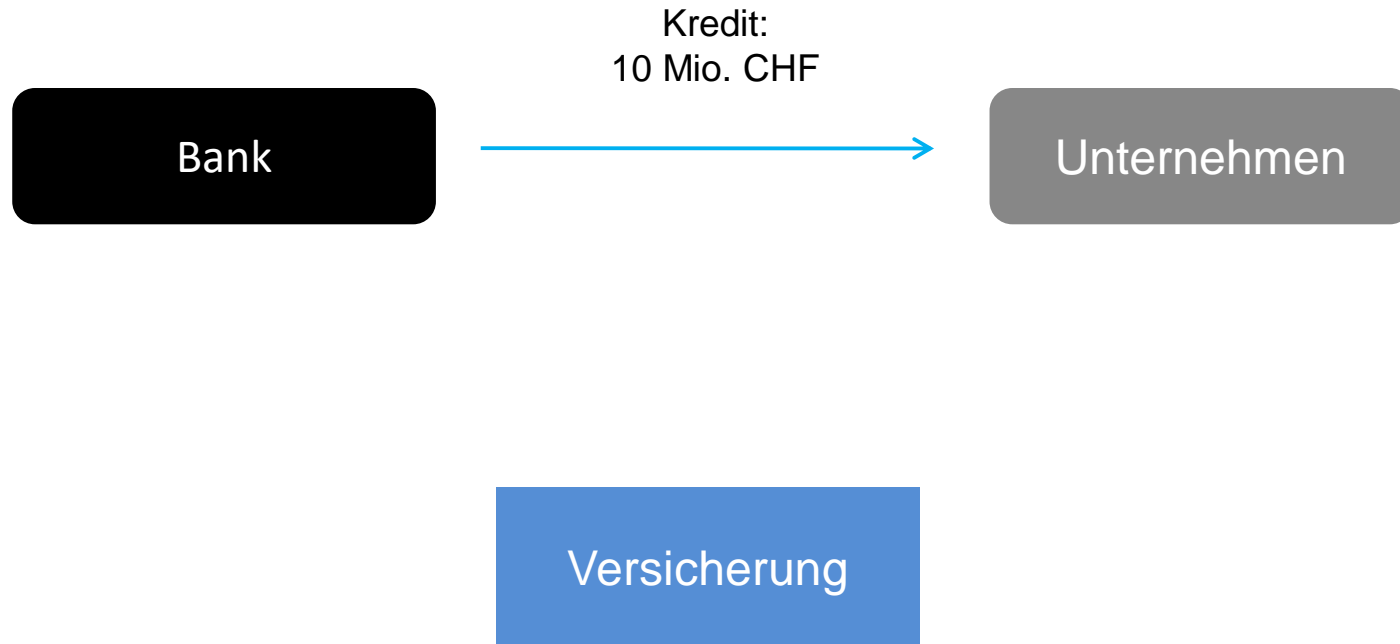 Kredit:
10 Mio. CHF
Bank
Unternehmen
Versicherung